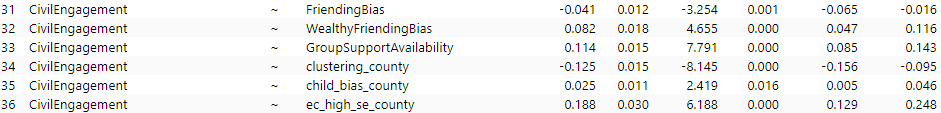 31 CivilEngagement ~ FriendingBias -0.041 0.012 -3.254 0.001 -0.065 -0.016
32 CivilEngagement ~ WealthyFriendingBias 0.082 0.018 4.655 0.000 0.047 0.116
33 CivilEngagement ~ GroupSupportAvailability 0.114 0.015 7.791 0.000 0.085 0.143
34 CivilEngagement ~ clustering_county -0.125 0.015 -8.145 0.000 -0.156 -0.095
35 CivilEngagement ~ child_bias_county 0.025 0.011 2.419 0.016 0.005 0.046
36 CivilEngagement ~ ec_high_se_county 0.188 0.030 6.188 0.000 0.129 0.248